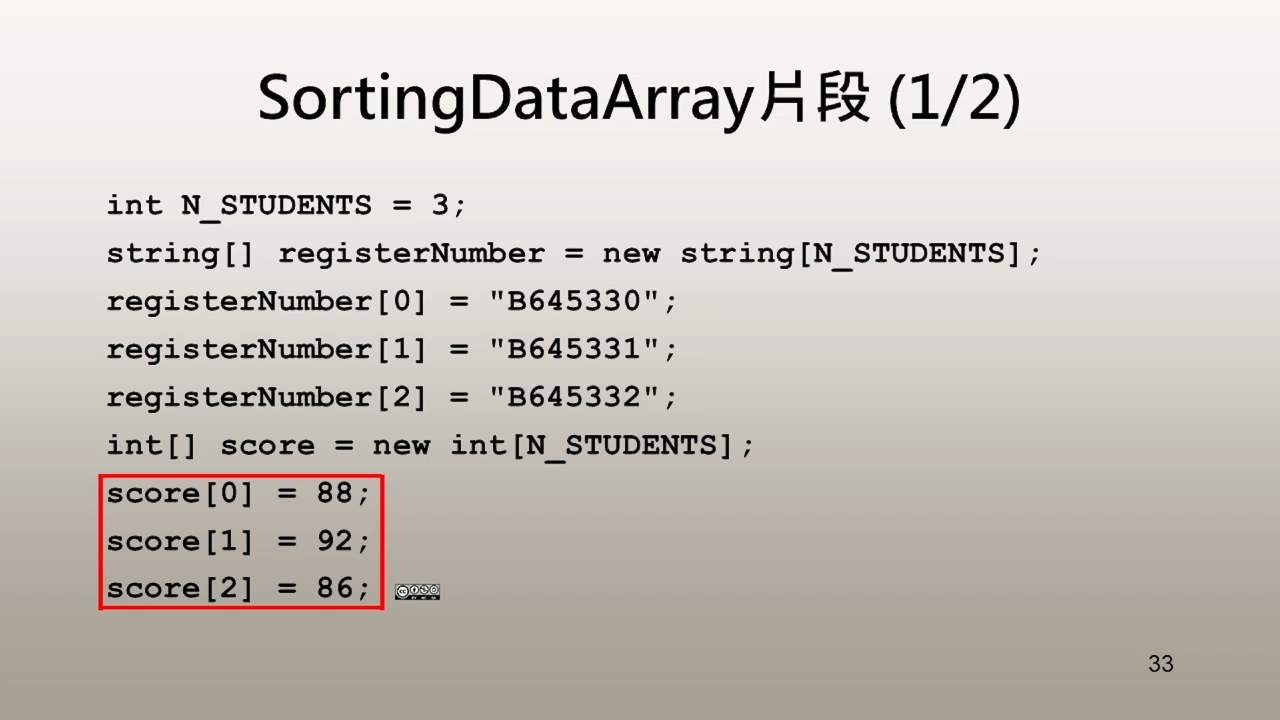 SortingDataArray片段 (1/2)
int N_STUDENTS = 3;
string[] registerNumber = new string[N_STUDENTS];
registerNumber[0] = "B645330";
registerNumber[1] = "B645331";
registerNumber[2] = "B645332";
int[] score = new int[N_STUDENTS];
score[0] = 88;
score[1] = 92;
score[2] = 86;
33